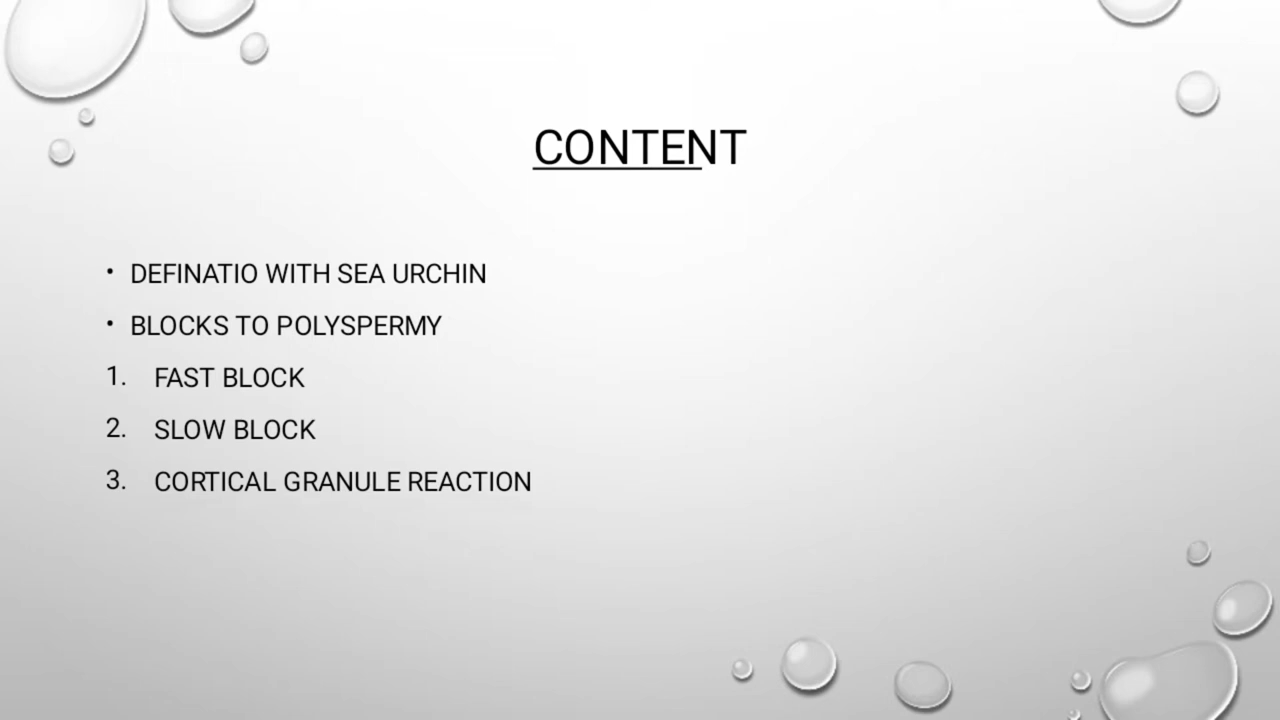 CONTENT
• DEFINATIO WITH SEA URCHIN
• BLOCKS TO POLYSPERMY
1. FAST BLOCK
2. SLOW BLOCK
3. CORTICAL GRANULE REACTION